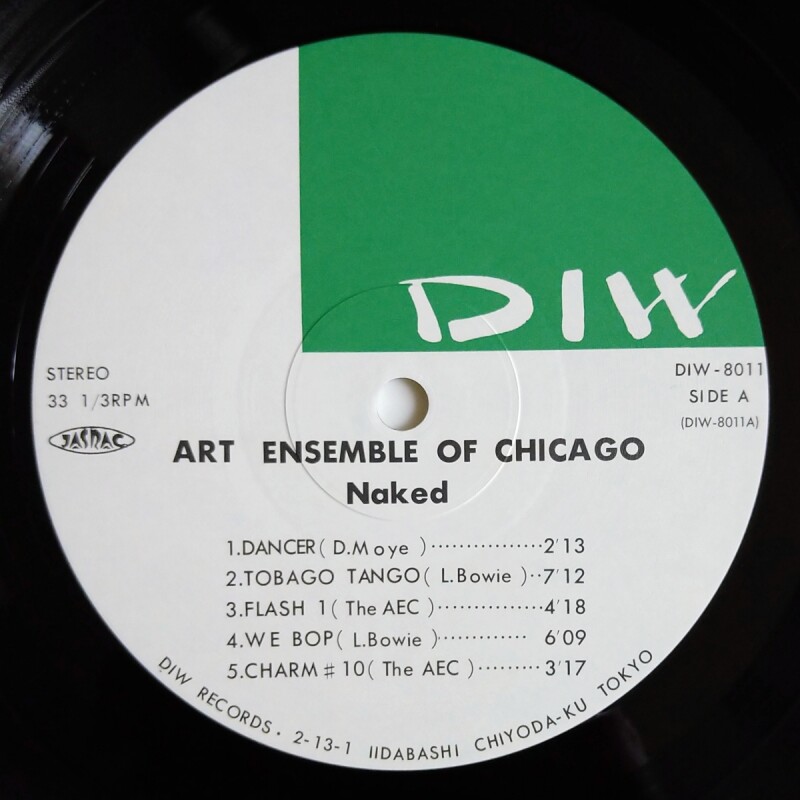 DIW
STEREO
33 1/3RPM
JASRAC
DIW-8011
SIDE A
(DIW-8011A)
ART ENSEMBLE OF CHICAGO
Naked
1.DANCER( D.Moye )················2'13
2.TOBAGO TANGO( L.Bowie )··7'12
3.FLASH 1( The AEC )···············4'18
4.WE BOP( L.Bowie )············ 6'09
5.CHARM♯10( The AEC )·········3'17
DIW RECORDS. 2-13-1 IIDABASHI CHIYODA-KU TOKYO